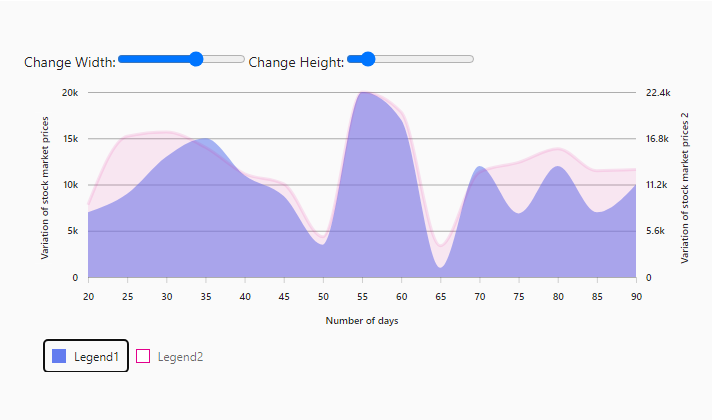 Change Width: Change Height:
Variation of stock market prices
20k
15k
10k
5k
0
22.4k
16.8k
11.2k
5.6k
0
Variation of stock market prices 2
20 25 30 35 40 45 50 55 60 65 70 75 80 85 90
Number of days
Legend1 Legend2